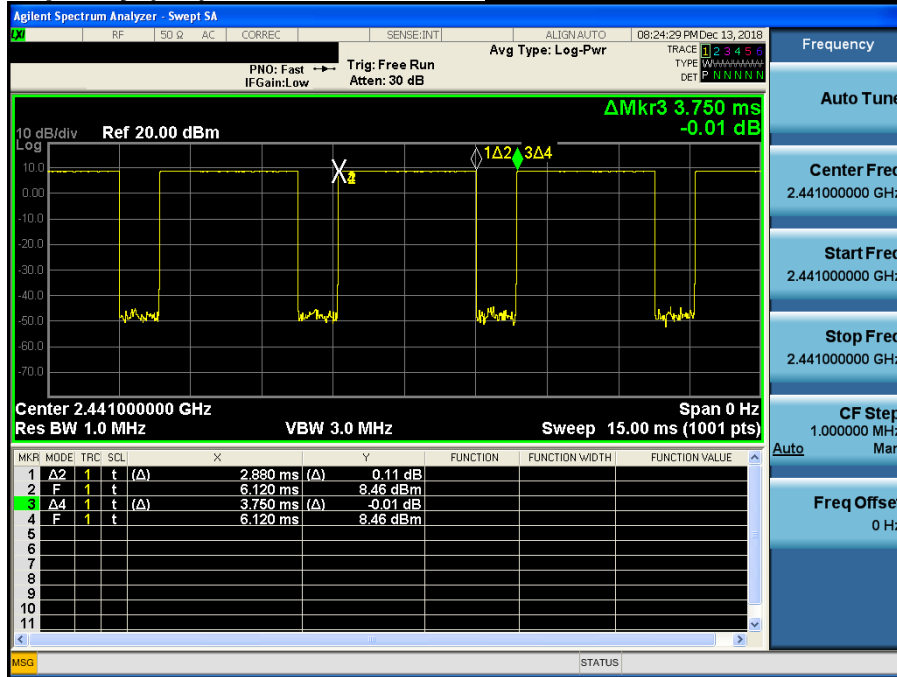 Agilent Spectrum Analyzer - Swept SA
LXI RF 50 Ω AC CORREC SENSE:INT ALIGN AUTO 08:24:29 PM Dec 13, 2018
Avg Type: Log-Pwr TRACE 1 2 3 4 5 6
PNO: Fast Trig: Free Run TYPE WWWWWWW
IFGain:Low Atten: 30 dB DET P N N N N N
Frequency
Auto Tune
ΔMkr3 3.750 ms
-0.01 dB
10 dB/div Ref 20.00 dBm
Log
1Δ2 3Δ4
10.0
0.00
-10.0
-20.0
-30.0
-40.0
-50.0
-60.0
-70.0
Center Freq
2.441000000 GHz
Start Freq
2.441000000 GHz
Stop Freq
2.441000000 GHz
CF Step
1.000000 MHz
Auto Man
Freq Offset
0 Hz
Center 2.441000000 GHz Span 0 Hz
Res BW 1.0 MHz VBW 3.0 MHz Sweep 15.00 ms (1001 pts)
MKR MODE TRC SCL X Y FUNCTION FUNCTION WIDTH FUNCTION VALUE
1 Δ2 1 t (Δ) 2.880 ms (Δ) 0.11 dB
2 F 1 t 6.120 ms 8.46 dBm
3 Δ4 1 t (Δ) 3.750 ms (Δ) -0.01 dB
4 F 1 t 6.120 ms 8.46 dBm
5
6
7
8
9
10
11
MSG STATUS